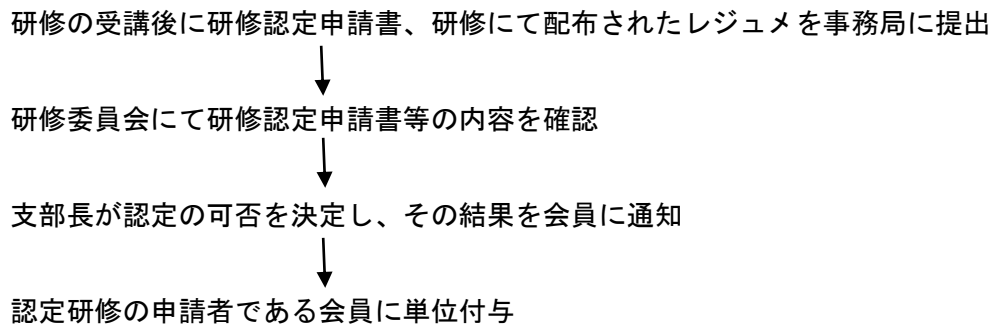 研修の受講後に研修認定申請書、研修にて配布されたレジュメを事務局に提出
研修委員会にて研修認定申請書等の内容を確認
支部長が認定の可否を決定し、その結果を会員に通知
認定研修の申請者である会員に単位付与